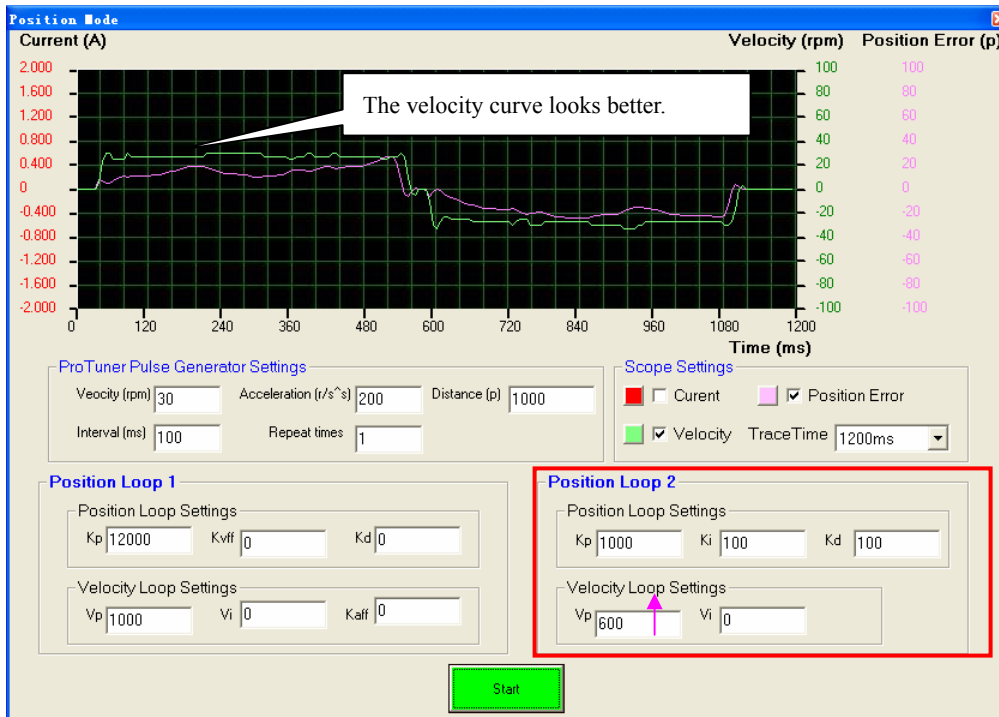 Position Mode
Current (A)
Velocity (rpm)
Position Error (p)
2.000
1.600
1.200
0.800
0.400
0
-0.400
-0.800
-1.200
-1.600
-2.000
100
80
60
40
20
0
-20
-40
-60
-80
-100
100
80
60
40
20
0
-20
-40
-60
-80
-100
The velocity curve looks better.
0 120 240 360 480 600 720 840 960 1080 1200
Time (ms)
ProTuner Pulse Generator Settings
Veocity (rpm) 30 Acceleration (r/s^s) 200 Distance (p) 1000
Interval (ms) 100 Repeat times 1
Scope Settings
Curent Position Error
Velocity TraceTime 1200ms
Position Loop 1
Position Loop Settings
Kp 12000 Kvff 0 Kd 0
Velocity Loop Settings
Vp 1000 Vi 0 Kaff 0
Position Loop 2
Position Loop Settings
Kp 1000 Ki 100 Kd 100
Velocity Loop Settings
Vp 600 Vi 0
Start